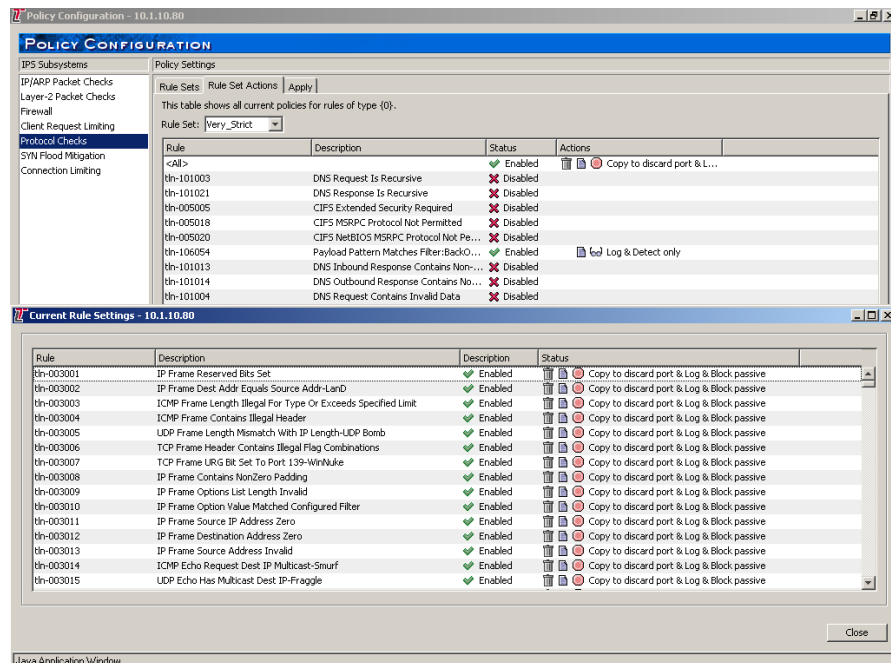 Policy Configuration - 10.1.10.80
POLICY CONFIGURATION
IPS Subsystems
Policy Settings
IP/ARP Packet Checks
Layer-2 Packet Checks
Firewall
Client Request Limiting
Protocol Checks
SYN Flood Mitigation
Connection Limiting
Rule Sets Rule Set Actions Apply
This table shows all current policies for rules of type {0}.
Rule Set: Very_Strict
Rule Description Status Actions
<All> Enabled Copy to discard port & L...
tln-101003 DNS Request Is Recursive Disabled
tln-101021 DNS Response Is Recursive Disabled
tln-005005 CIFS Extended Security Required Disabled
tln-005018 CIFS MSRPC Protocol Not Permitted Disabled
tln-005020 CIFS NetBIOS MSRPC Protocol Not Pe... Disabled
tln-106054 Payload Pattern Matches Filter:BackO... Enabled Log & Detect only
tln-101013 DNS Inbound Response Contains Non-... Disabled
tln-101014 DNS Outbound Response Contains No... Disabled
tln-101004 DNS Request Contains Invalid Data Disabled
Current Rule Settings - 10.1.10.80
Rule Description Description Status
tln-003001 IP Frame Reserved Bits Set Enabled Copy to discard port & Log & Block passive
tln-003002 IP Frame Dest Addr Equals Source Addr-LanD Enabled Copy to discard port & Log & Block passive
tln-003003 ICMP Frame Length Illegal For Type Or Exceeds Specified Limit Enabled Copy to discard port & Log & Block passive
tln-003004 ICMP Frame Contains Illegal Header Enabled Copy to discard port & Log & Block passive
tln-003005 UDP Frame Length Mismatch With IP Length-UDP Bomb Enabled Copy to discard port & Log & Block passive
tln-003006 TCP Frame Header Contains Illegal Flag Combinations Enabled Copy to discard port & Log & Block passive
tln-003007 TCP Frame URG Bit Set To Port 139-WinNuke Enabled Copy to discard port & Log & Block passive
tln-003008 IP Frame Contains NonZero Padding Enabled Copy to discard port & Log & Block passive
tln-003009 IP Frame Options List Length Invalid Enabled Copy to discard port & Log & Block passive
tln-003010 IP Frame Option Value Matched Configured Filter Enabled Copy to discard port & Log & Block passive
tln-003011 IP Frame Source IP Address Zero Enabled Copy to discard port & Log & Block passive
tln-003012 IP Frame Destination Address Zero Enabled Copy to discard port & Log & Block passive
tln-003013 IP Frame Source Address Invalid Enabled Copy to discard port & Log & Block passive
tln-003014 ICMP Echo Request Dest IP Multicast-Smurf Enabled Copy to discard port & Log & Block passive
tln-003015 UDP Echo Has Multicast Dest IP-Fraggle Enabled Copy to discard port & Log & Block passive
Close
Java Application Window